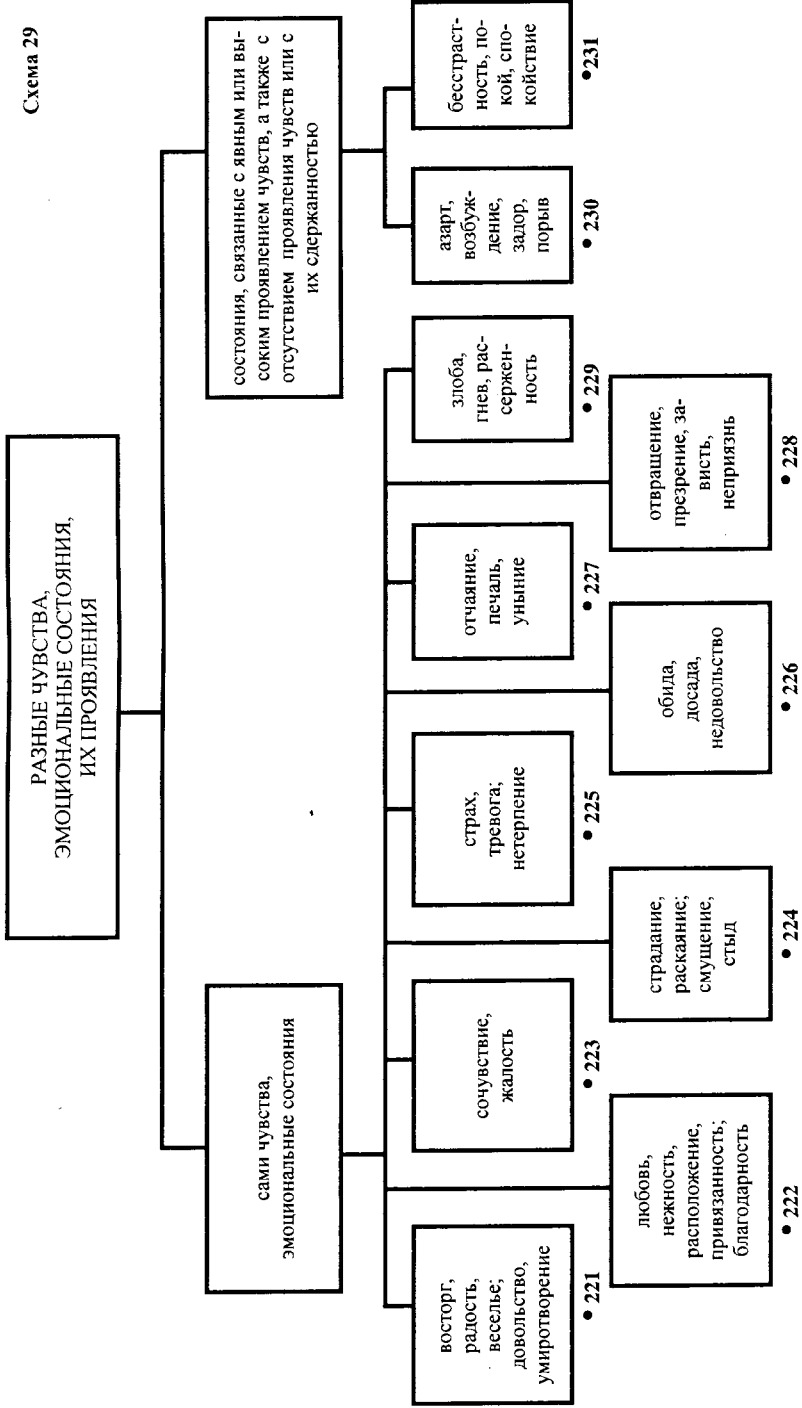 Схема 29
РАЗНЫЕ ЧУВСТВА,
ЭМОЦИОНАЛЬНЫЕ СОСТОЯНИЯ,
ИХ ПРОЯВЛЕНИЯ
сами чувства,
эмоциональные состояния
состояния, связанные с явным или вы-
соким проявлением чувств, а также с
отсутствием проявления чувств или с
их сдержанностью
восторг,
радость,
веселье;
довольство,
умиротворение
• 221
любовь,
нежность,
расположение,
привязанность;
благодарность
• 222
сочувствие,
жалость
• 223
страдание,
раскаяние;
смущение,
стыд
• 224
страх,
тревога;
нетерпение
• 225
обида,
досада,
недовольство
• 226
отчаяние,
печаль,
уныние
• 227
отвращение,
презрение, за-
висть,
неприязнь
• 228
злоба,
гнев, рас-
сержен-
ность
• 229
азарт,
возбуж-
дение,
задор,
порыв
• 230
бесстраст-
ность, по-
кой, спо-
койствие
• 231